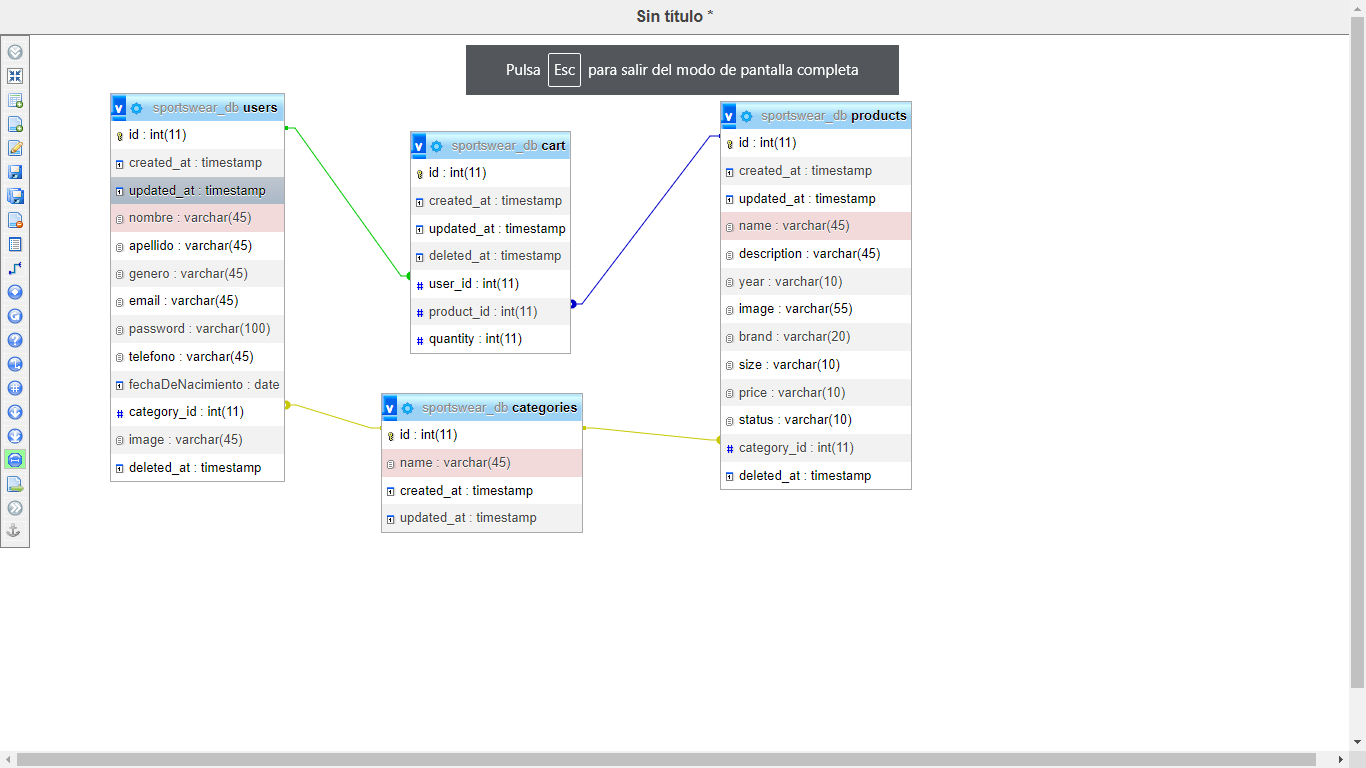 Sin título *
Pulsa Esc para salir del modo de pantalla completa
v sportswear_db users
id : int(11)
created_at : timestamp
updated_at : timestamp
nombre : varchar(45)
apellido : varchar(45)
genero : varchar(45)
email : varchar(45)
password : varchar(100)
telefono : varchar(45)
fechaDeNacimiento : date
# category_id : int(11)
image : varchar(45)
deleted_at : timestamp
v sportswear_db cart
id : int(11)
created_at : timestamp
updated_at : timestamp
deleted_at : timestamp
# user_id : int(11)
# product_id : int(11)
# quantity : int(11)
v sportswear_db categories
id : int(11)
name : varchar(45)
created_at : timestamp
updated_at : timestamp
v sportswear_db products
id : int(11)
created_at : timestamp
updated_at : timestamp
name : varchar(45)
description : varchar(45)
year : varchar(10)
image : varchar(55)
brand : varchar(20)
size : varchar(10)
price : varchar(10)
status : varchar(10)
# category_id : int(11)
deleted_at : timestamp